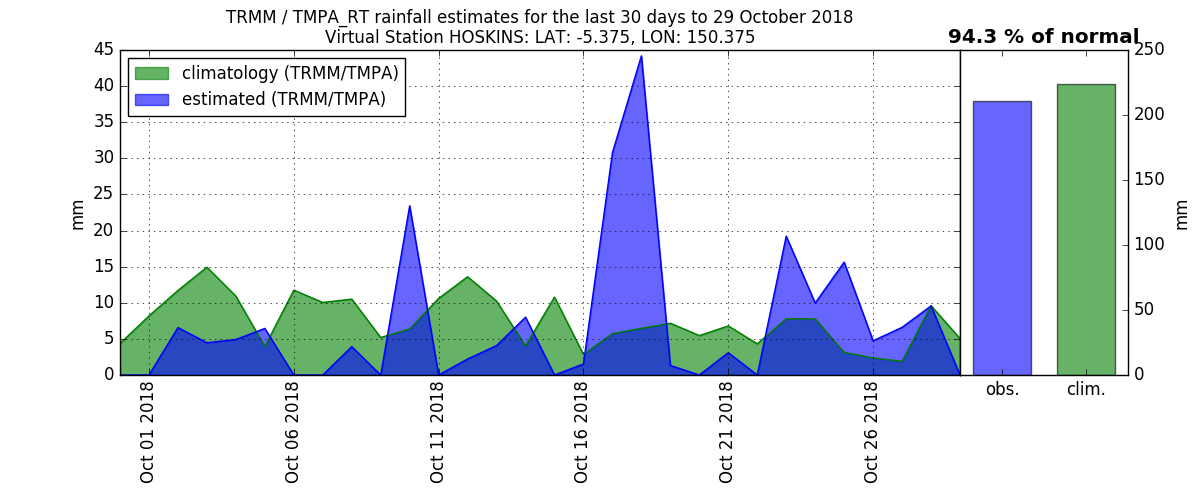 TRMM / TMPA_RT rainfall estimates for the last 30 days to 29 October 2018
Virtual Station HOSKINS: LAT: -5.375, LON: 150.375
94.3 % of normal
climatology (TRMM/TMPA)
estimated (TRMM/TMPA)
45
40
35
30
25
20
15
10
5
0
mm
Oct 01 2018
Oct 06 2018
Oct 11 2018
Oct 16 2018
Oct 21 2018
Oct 26 2018
obs.
clim.
250
200
150
100
50
0
mm